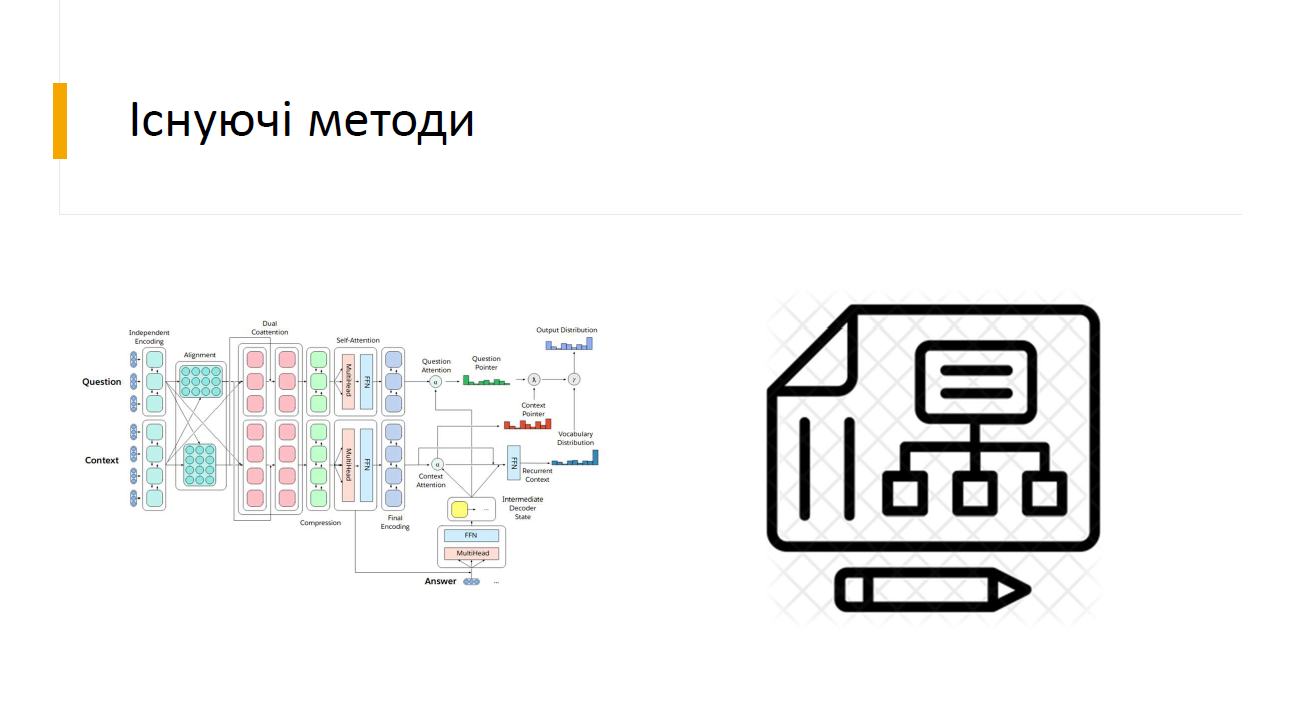 Існуючі методи
Independent
Encoding
Dual
Coattention
Alignment
Self-Attention
Question
Context
MultiHead
FFN
MultiHead
FFN
Compression
Final
Encoding
Question
Attention
Question
Pointer
Output Distribution
λ
γ
α
Context
Pointer
Vocabulary
Distribution
α
Context
Attention
FFN
Recurrent
Context
...
Intermediate
Decoder
State
FFN
MultiHead
Answer
...